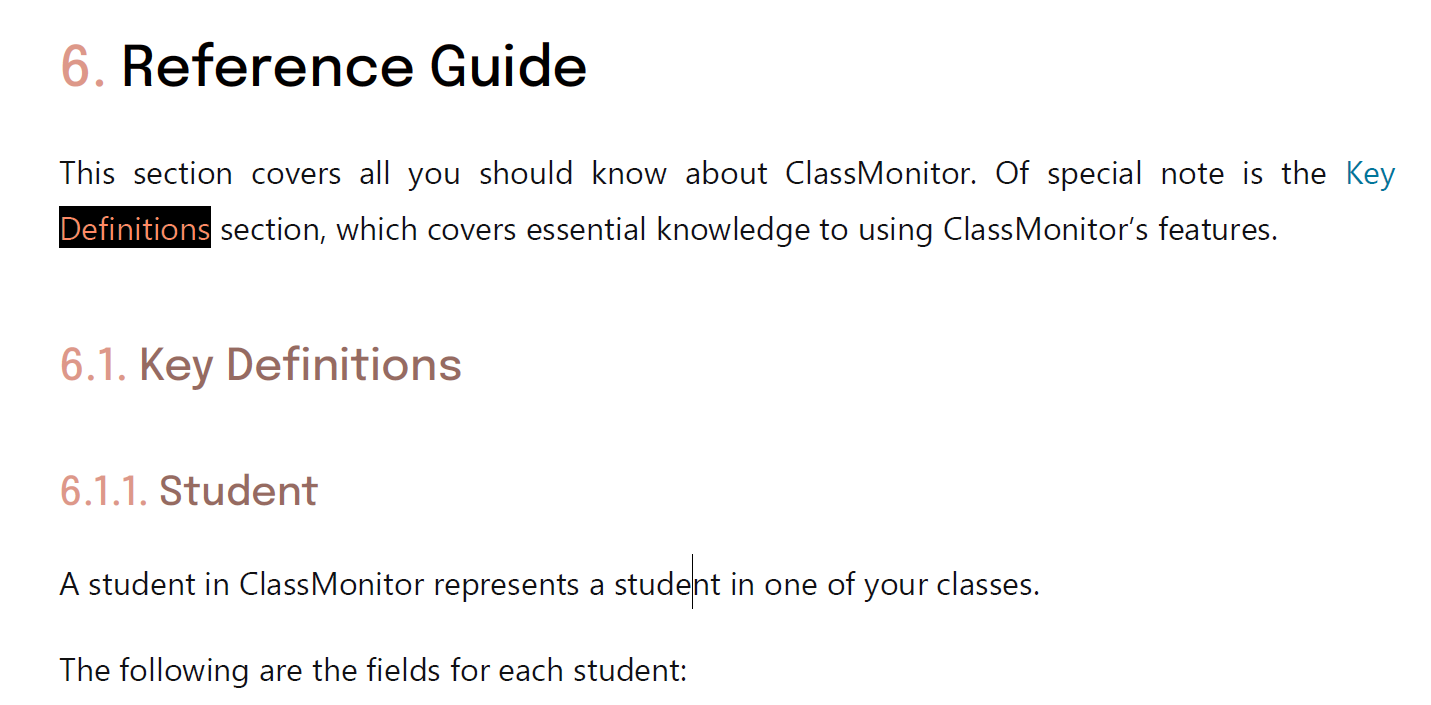 6. Reference Guide
This section covers all you should know about ClassMonitor. Of special note is the Key
Definitions section, which covers essential knowledge to using ClassMonitor’s features.
6.1. Key Definitions
6.1.1. Student
A student in ClassMonitor represents a student in one of your classes.
The following are the fields for each student: